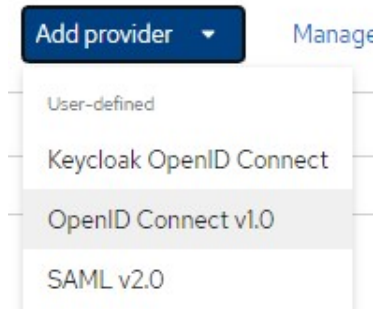 Add provider
Manage
User-defined
Keycloak OpenID Connect
OpenID Connect v1.0
SAML v2.0